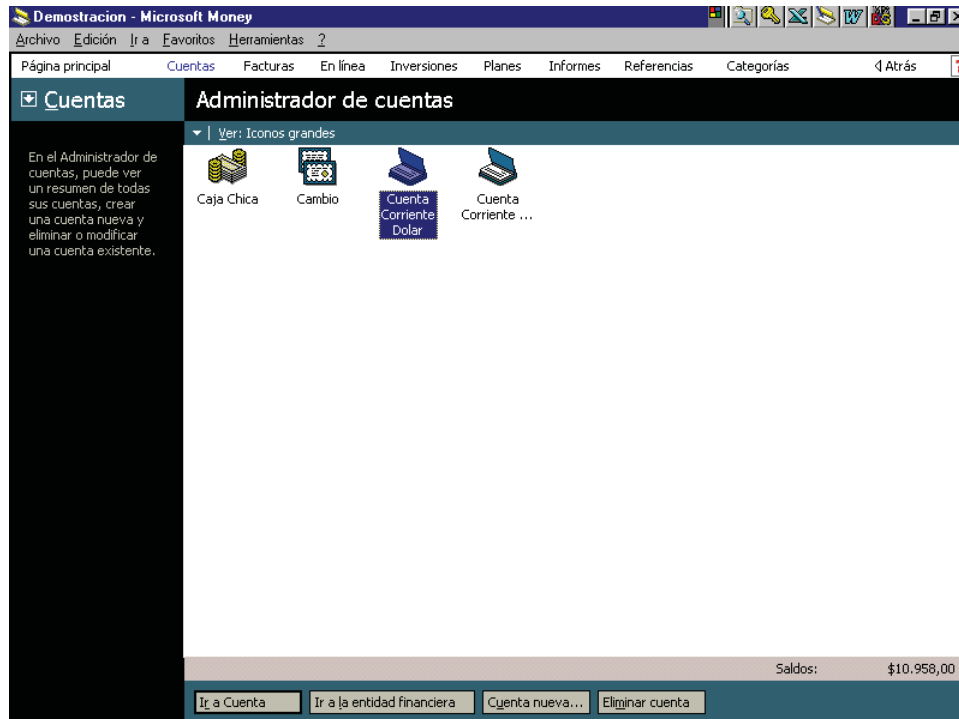 Demostracion - Microsoft Money
Archivo Edición Ir a Favoritos Herramientas ?
Página principal Cuentas Facturas En línea Inversiones Planes Informes Referencias Categorías Atrás ?
Cuentas
Administrador de cuentas
Ver: Iconos grandes
En el Administrador de
cuentas, puede ver
un resumen de todas
sus cuentas, crear
una cuenta nueva y
eliminar o modificar
una cuenta existente.
Caja Chica
Cambio
Cuenta
Corriente
Dolar
Cuenta
Corriente ...
Saldos: $10.958,00
Ir a Cuenta Ir a la entidad financiera Cuenta nueva... Eliminar cuenta